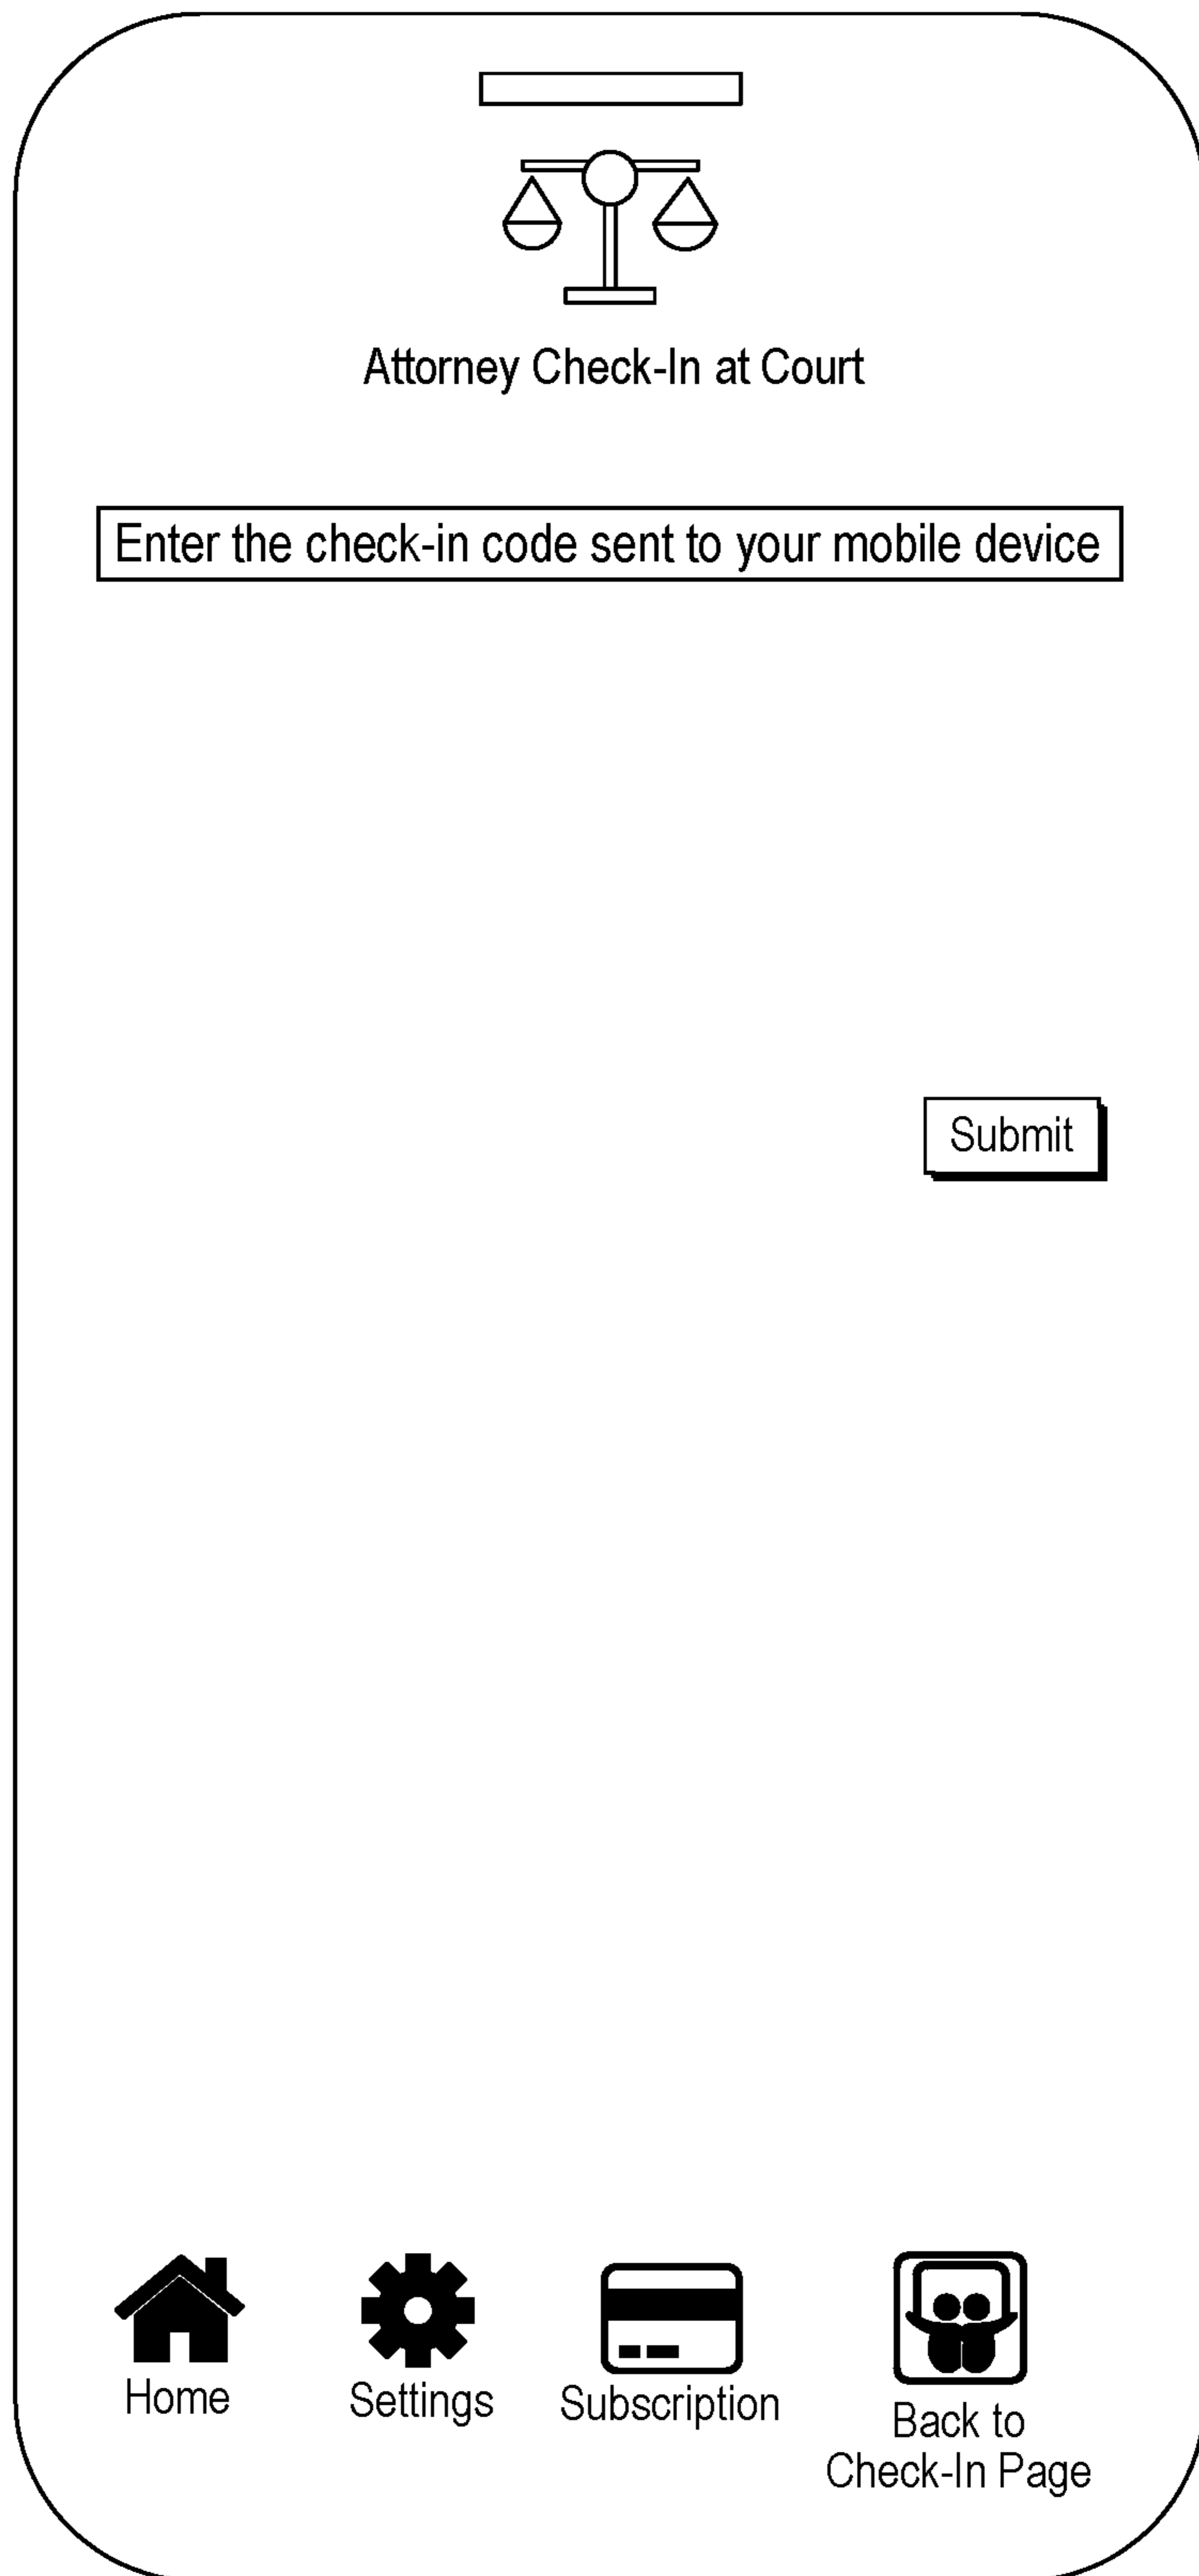 Attorney Check-In at Court
Enter the check-in code sent to your mobile device
Submit
Home
Settings
Subscription
Back to
Check-In Page